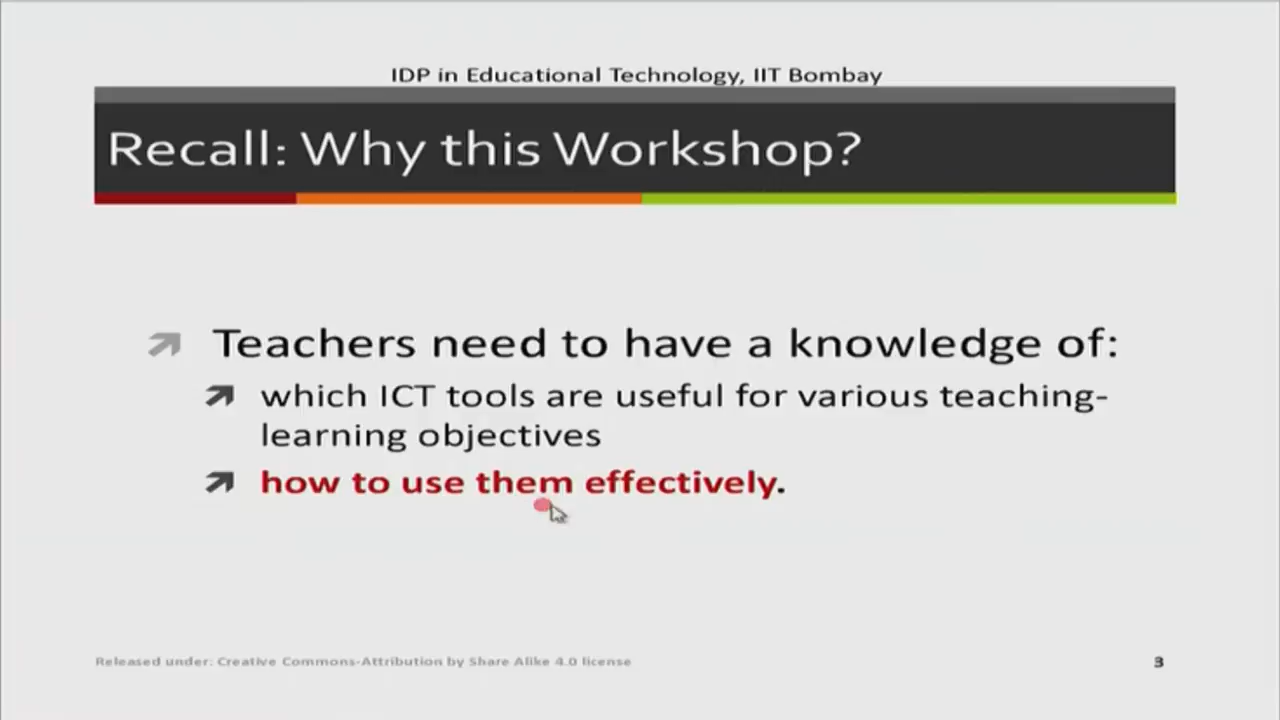 IDP in Educational Technology, IIT Bombay
Recall: Why this Workshop?
Teachers need to have a knowledge of:
which ICT tools are useful for various teaching-
learning objectives
how to use them effectively.
Released under: Creative Commons-Attribution by Share Alike 4.0 license
3